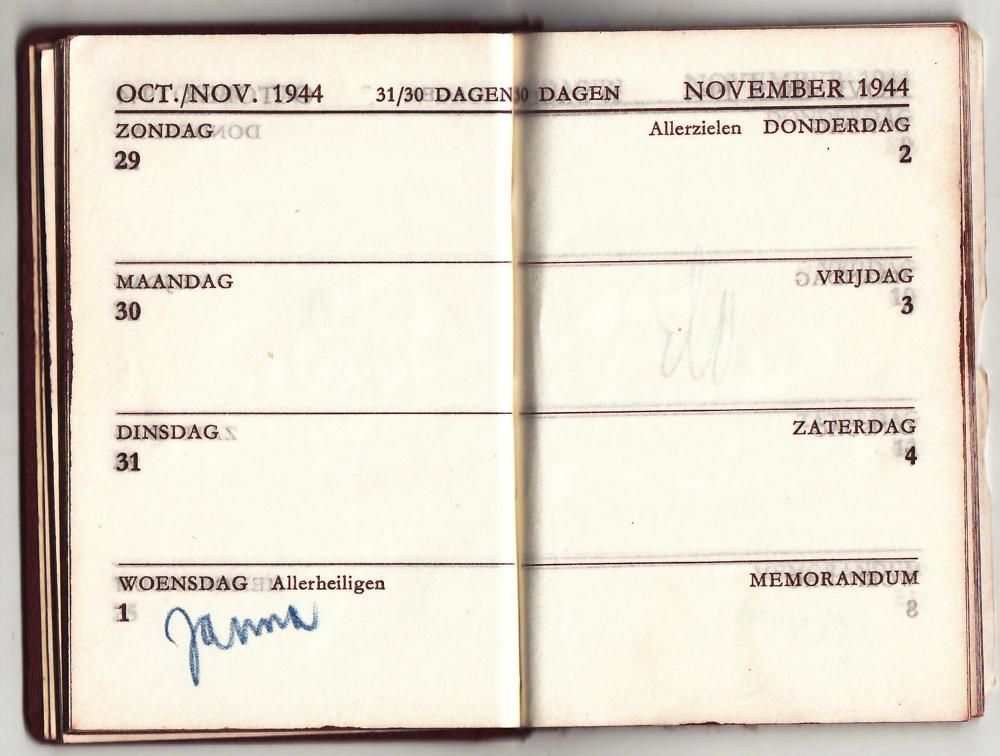 OCT./NOV. 1944 31/30 DAGEN
ZONDAG
29
MAANDAG
30
DINSDAG
31
WOENSDAG Allerheiligen
1
Janna
30 DAGEN NOVEMBER 1944
Allerzielen DONDERDAG
2
VRIJDAG
3
ZATERDAG
4
MEMORANDUM